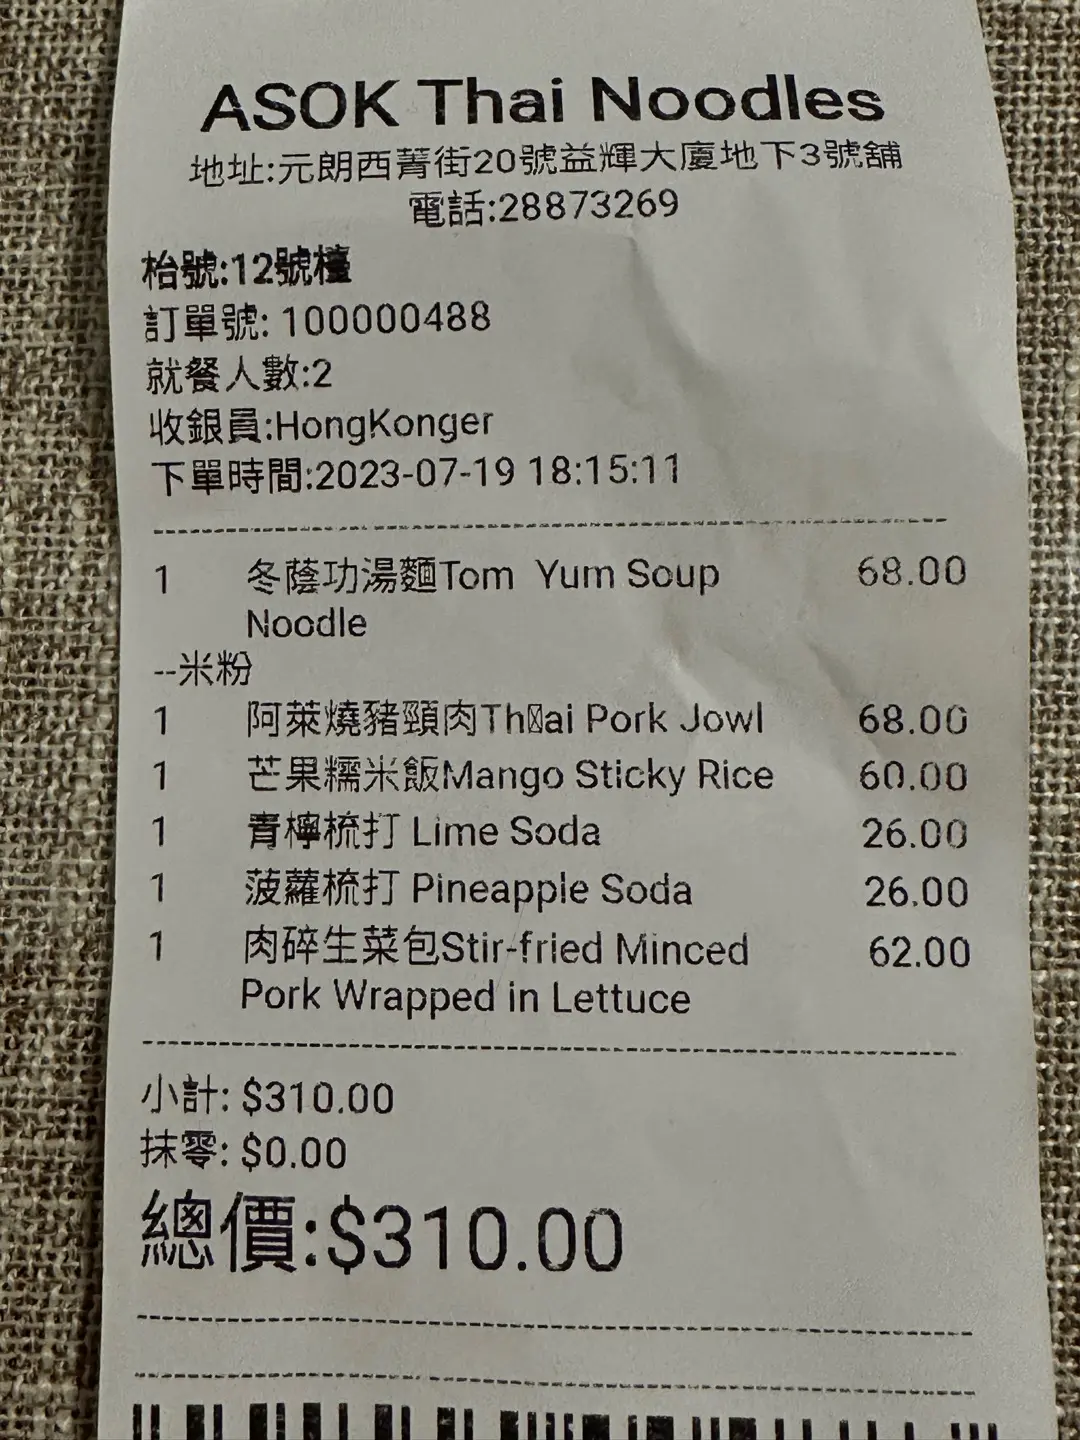 ASOK Thai Noodles
地址:元朗西菁街20號益輝大廈地下3號舖
電話:28873269
枱號:12號檯
訂單號: 100000488
就餐人數:2
收銀員:HongKonger
下單時間:2023-07-19 18:15:11
1 冬蔭功湯麵Tom Yum Soup 68.00
Noodle
--米粉
1 阿萊燒豬頸肉Th▯ai Pork Jowl 68.00
1 芒果糯米飯Mango Sticky Rice 60.00
1 青檸梳打 Lime Soda 26.00
1 菠蘿梳打 Pineapple Soda 26.00
1 肉碎生菜包Stir-fried Minced 62.00
Pork Wrapped in Lettuce
小計: $310.00
抹零: $0.00
總價:$310.00